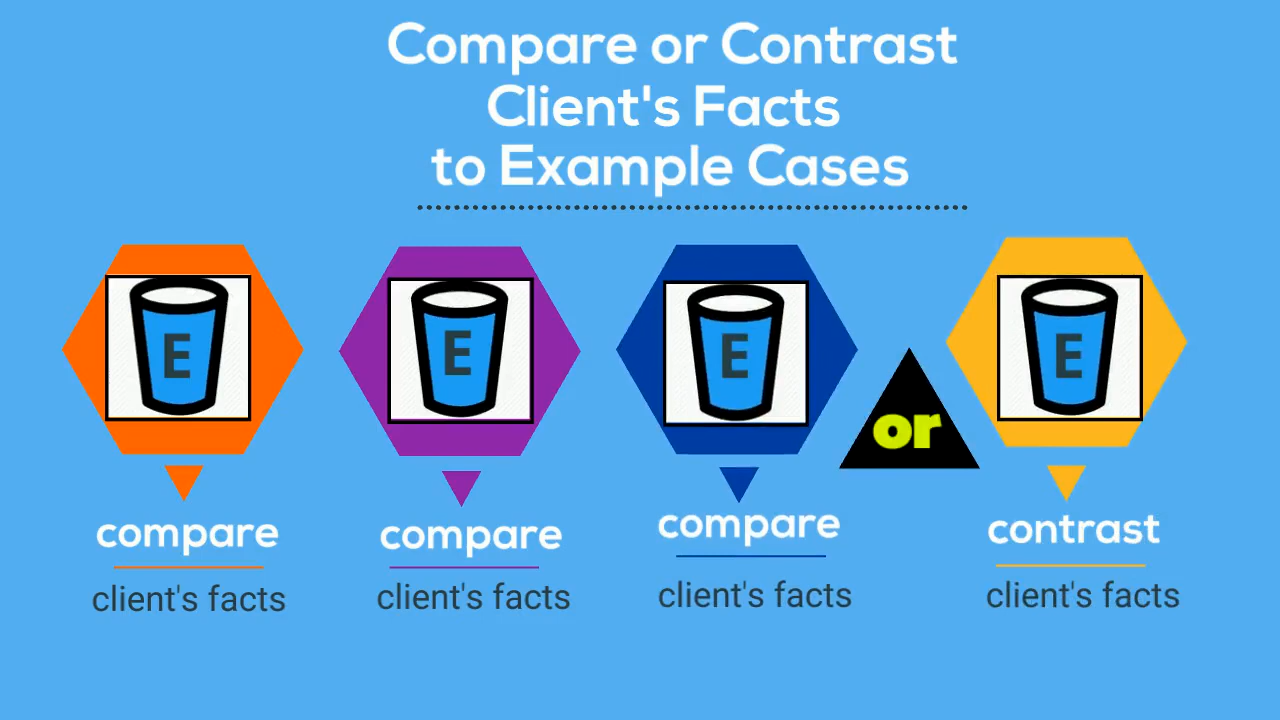 Compare or Contrast
Client's Facts
to Example Cases
E
E
E
or
E
compare
compare
compare
contrast
client's facts
client's facts
client's facts
client's facts